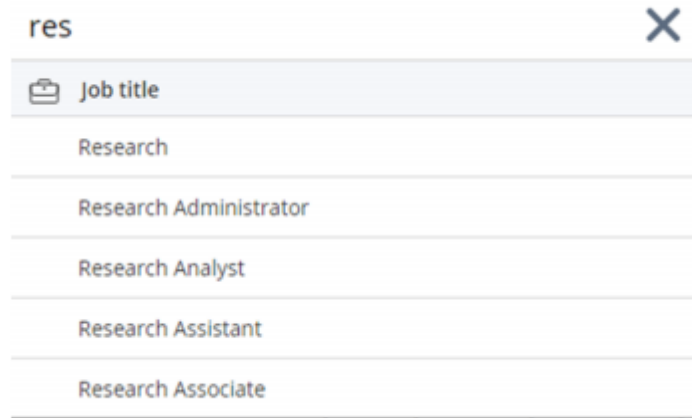 res
Job title
Research
Research Administrator
Research Analyst
Research Assistant
Research Associate